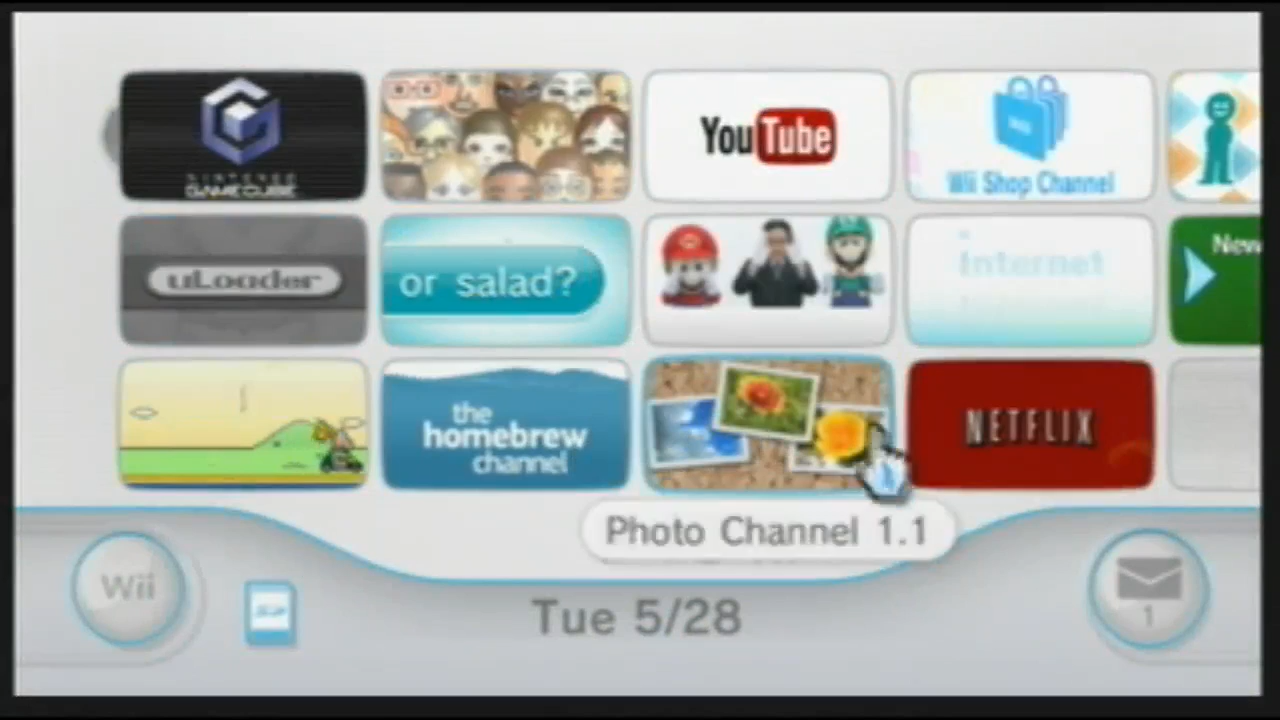 NINTENDO
GAMECUBE
YouTube
Wii Shop Channel
uLoader
or salad?
internet
New
the
homebrew
channel
NETFLIX
Photo Channel 1.1
Wii
Tue 5/28
1